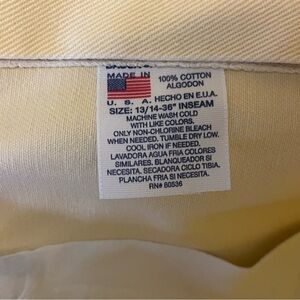 MADE IN 100% COTTON
ALGODON
U. S. A. HECHO EN E.U.A.
SIZE: 13/14-36" INSEAM
MACHINE WASH COLD
WITH LIKE COLORS.
ONLY NON-CHLORINE BLEACH
WHEN NEEDED. TUMBLE DRY LOW.
COOL IRON IF NEEDED.
LAVADORA AGUA FRIA COLORES
SIMILARES. BLANQUEADOR SI
NECESITA. SECADORA CICLO TIBIA.
PLANCHA FRIA SI NECESITA.
RN# 80536